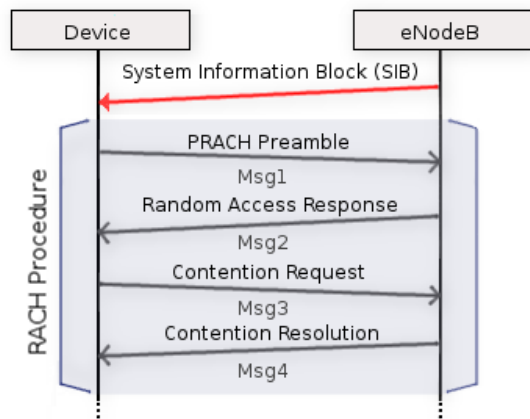 Device
eNodeB
System Information Block (SIB)
PRACH Preamble
Msg1
Random Access Response
Msg2
Contention Request
Msg3
Contention Resolution
Msg4
RACH Procedure